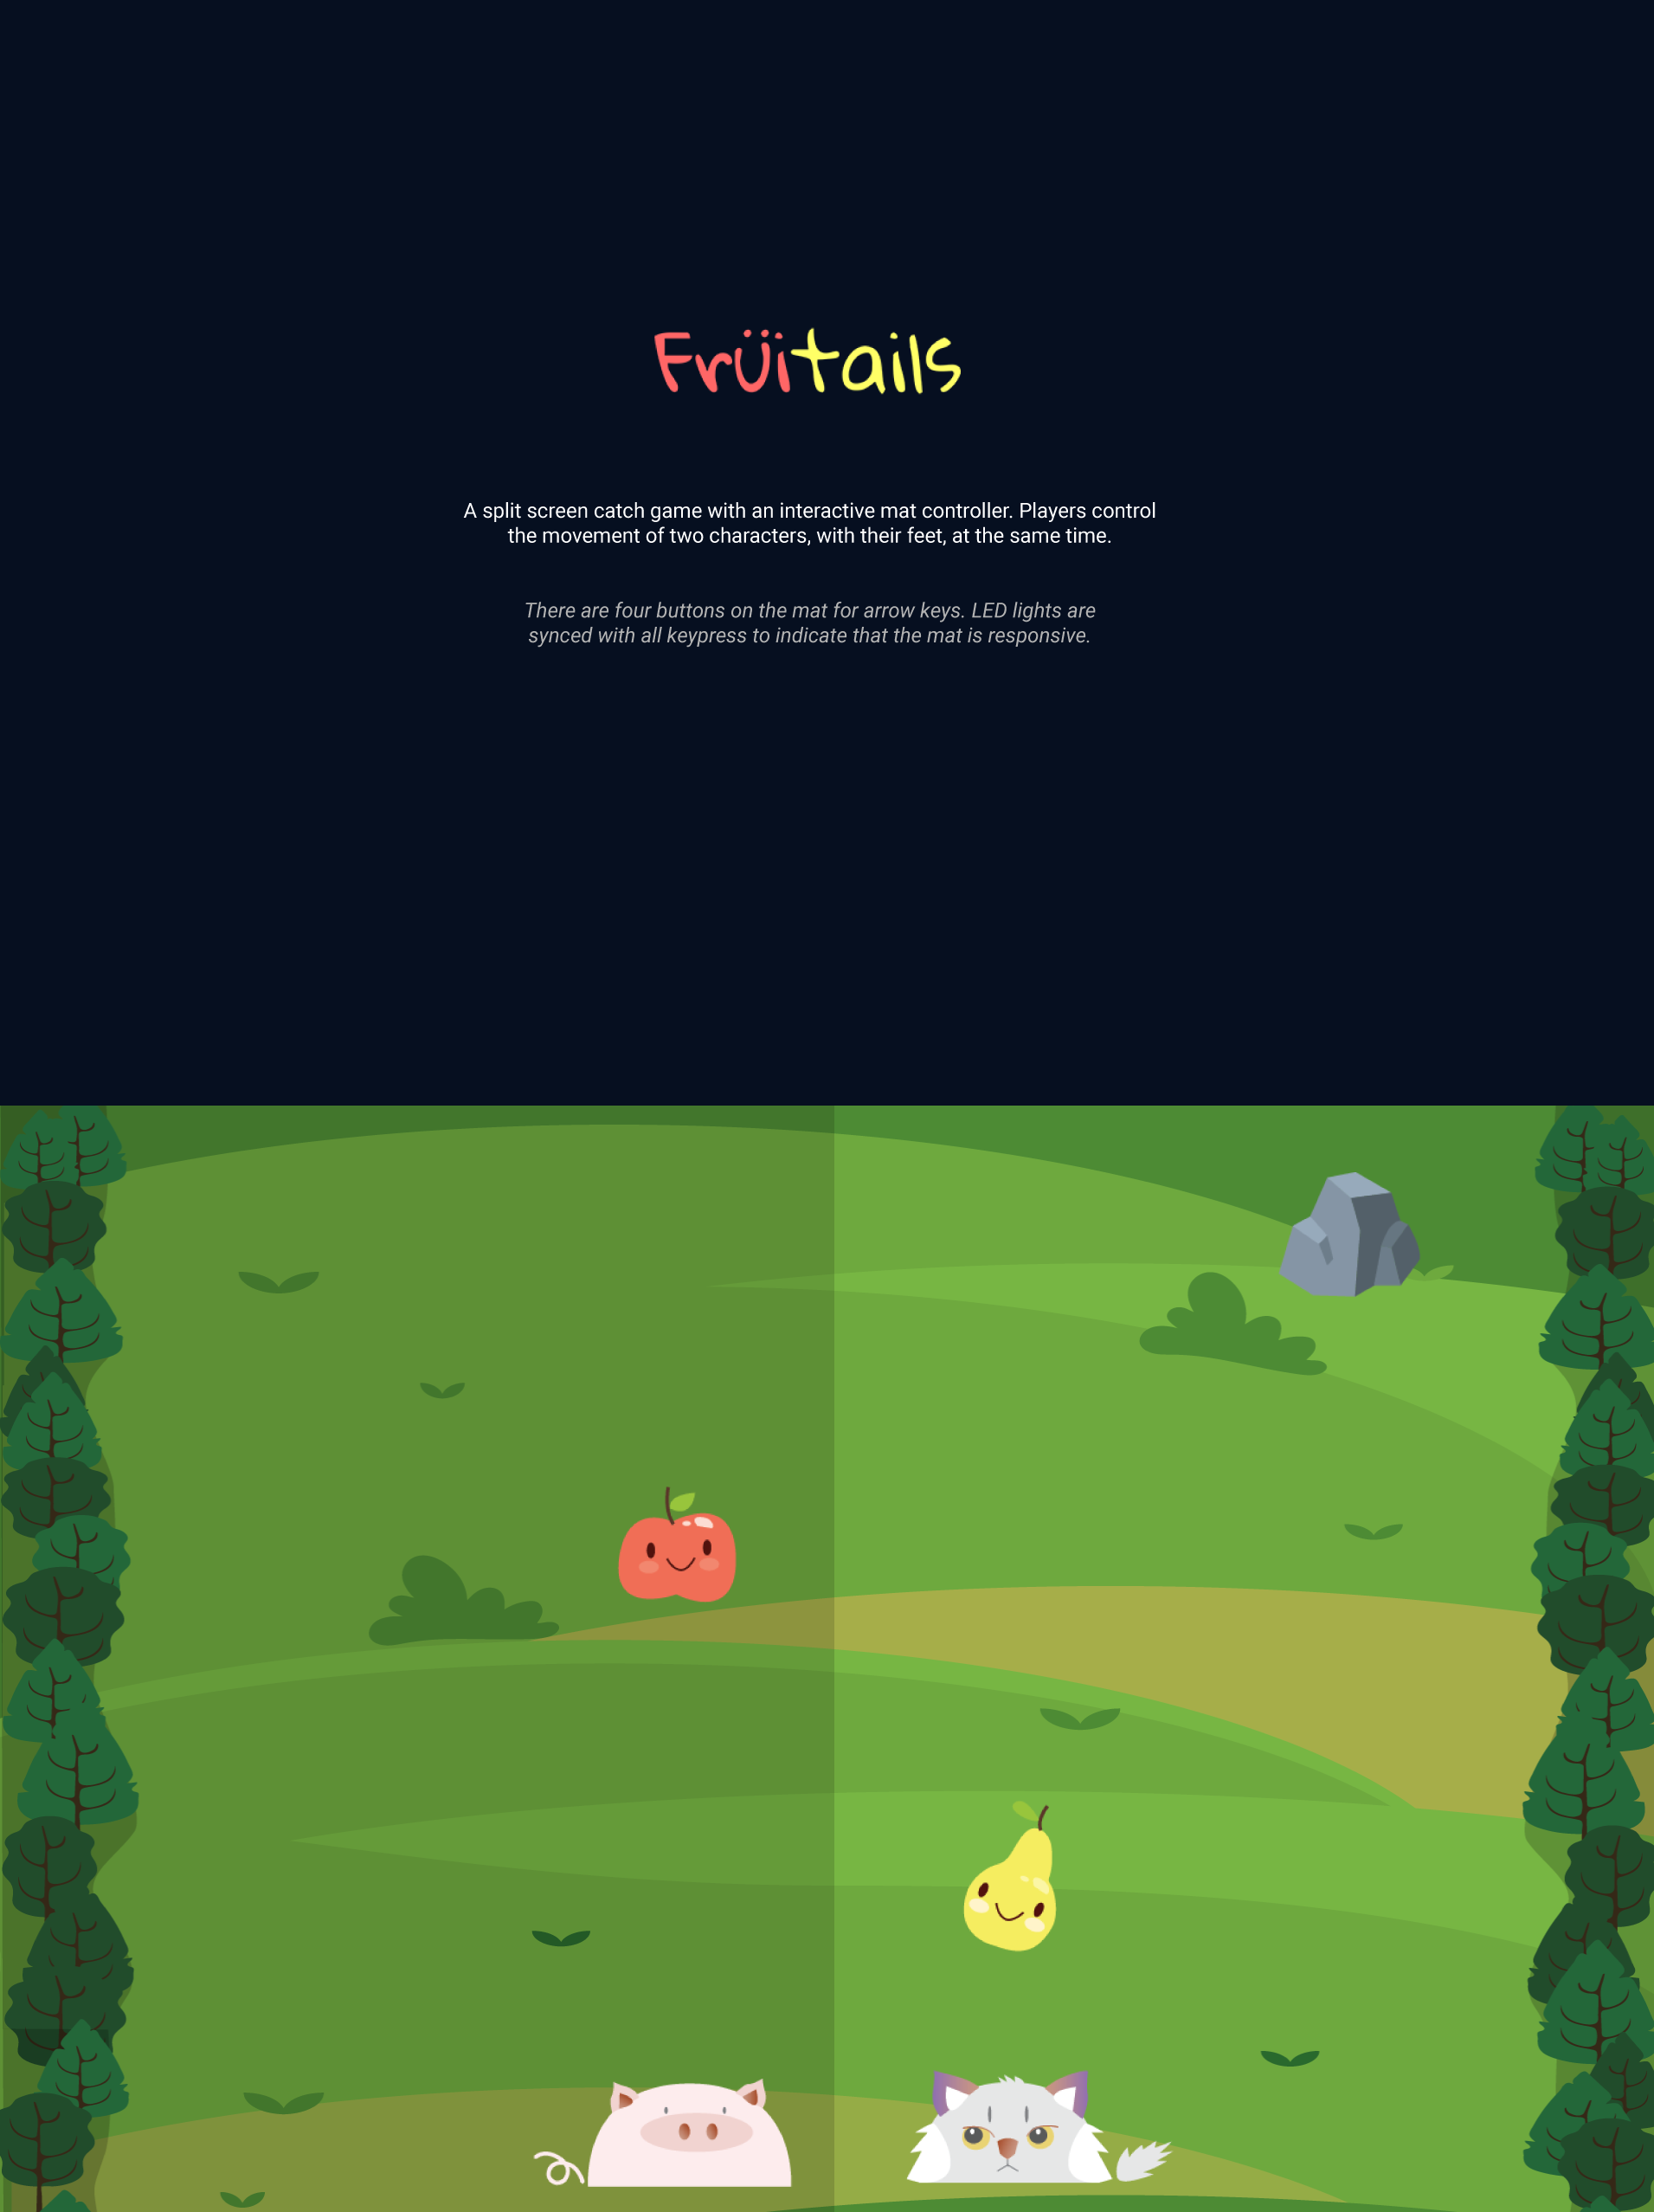 Früitails
A split screen catch game with an interactive mat controller. Players control
the movement of two characters, with their feet, at the same time.
There are four buttons on the mat for arrow keys. LED lights are
synced with all keypress to indicate that the mat is responsive.